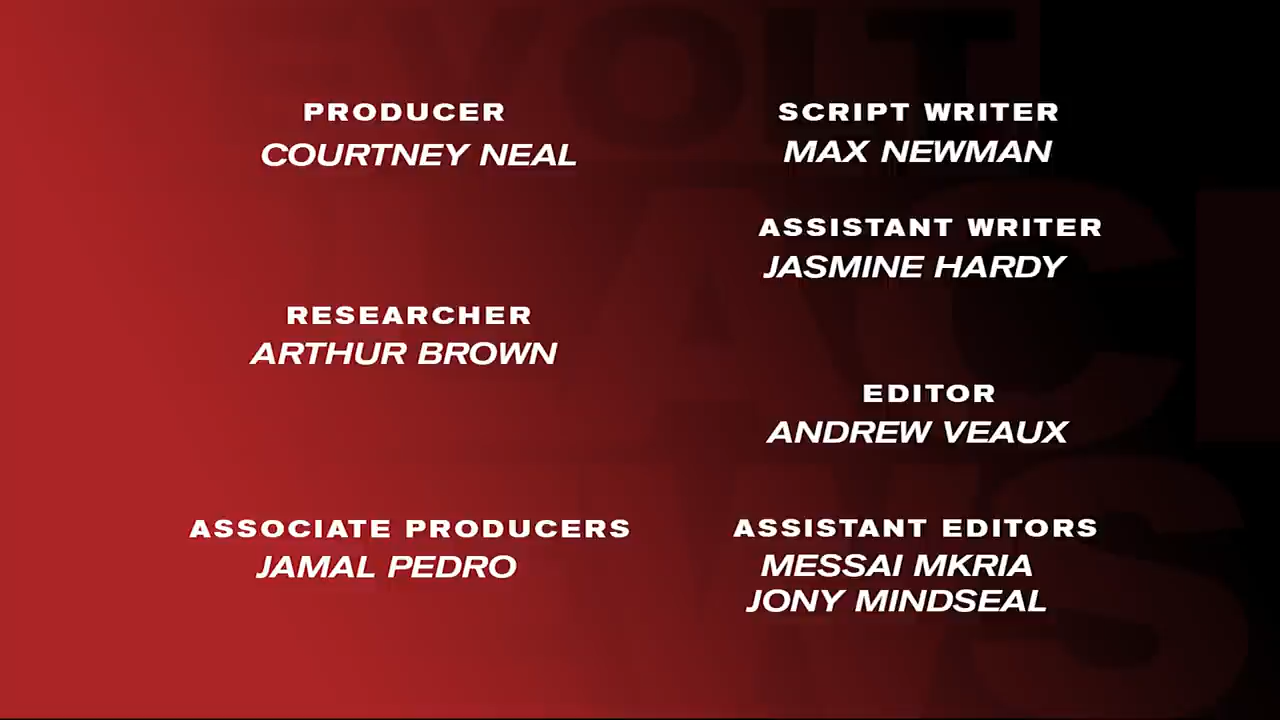 PRODUCER
COURTNEY NEAL
RESEARCHER
ARTHUR BROWN
ASSOCIATE PRODUCERS
JAMAL PEDRO
SCRIPT WRITER
MAX NEWMAN
ASSISTANT WRITER
JASMINE HARDY
EDITOR
ANDREW VEAUX
ASSISTANT EDITORS
MESSAI MKRIA
JONY MINDSEAL